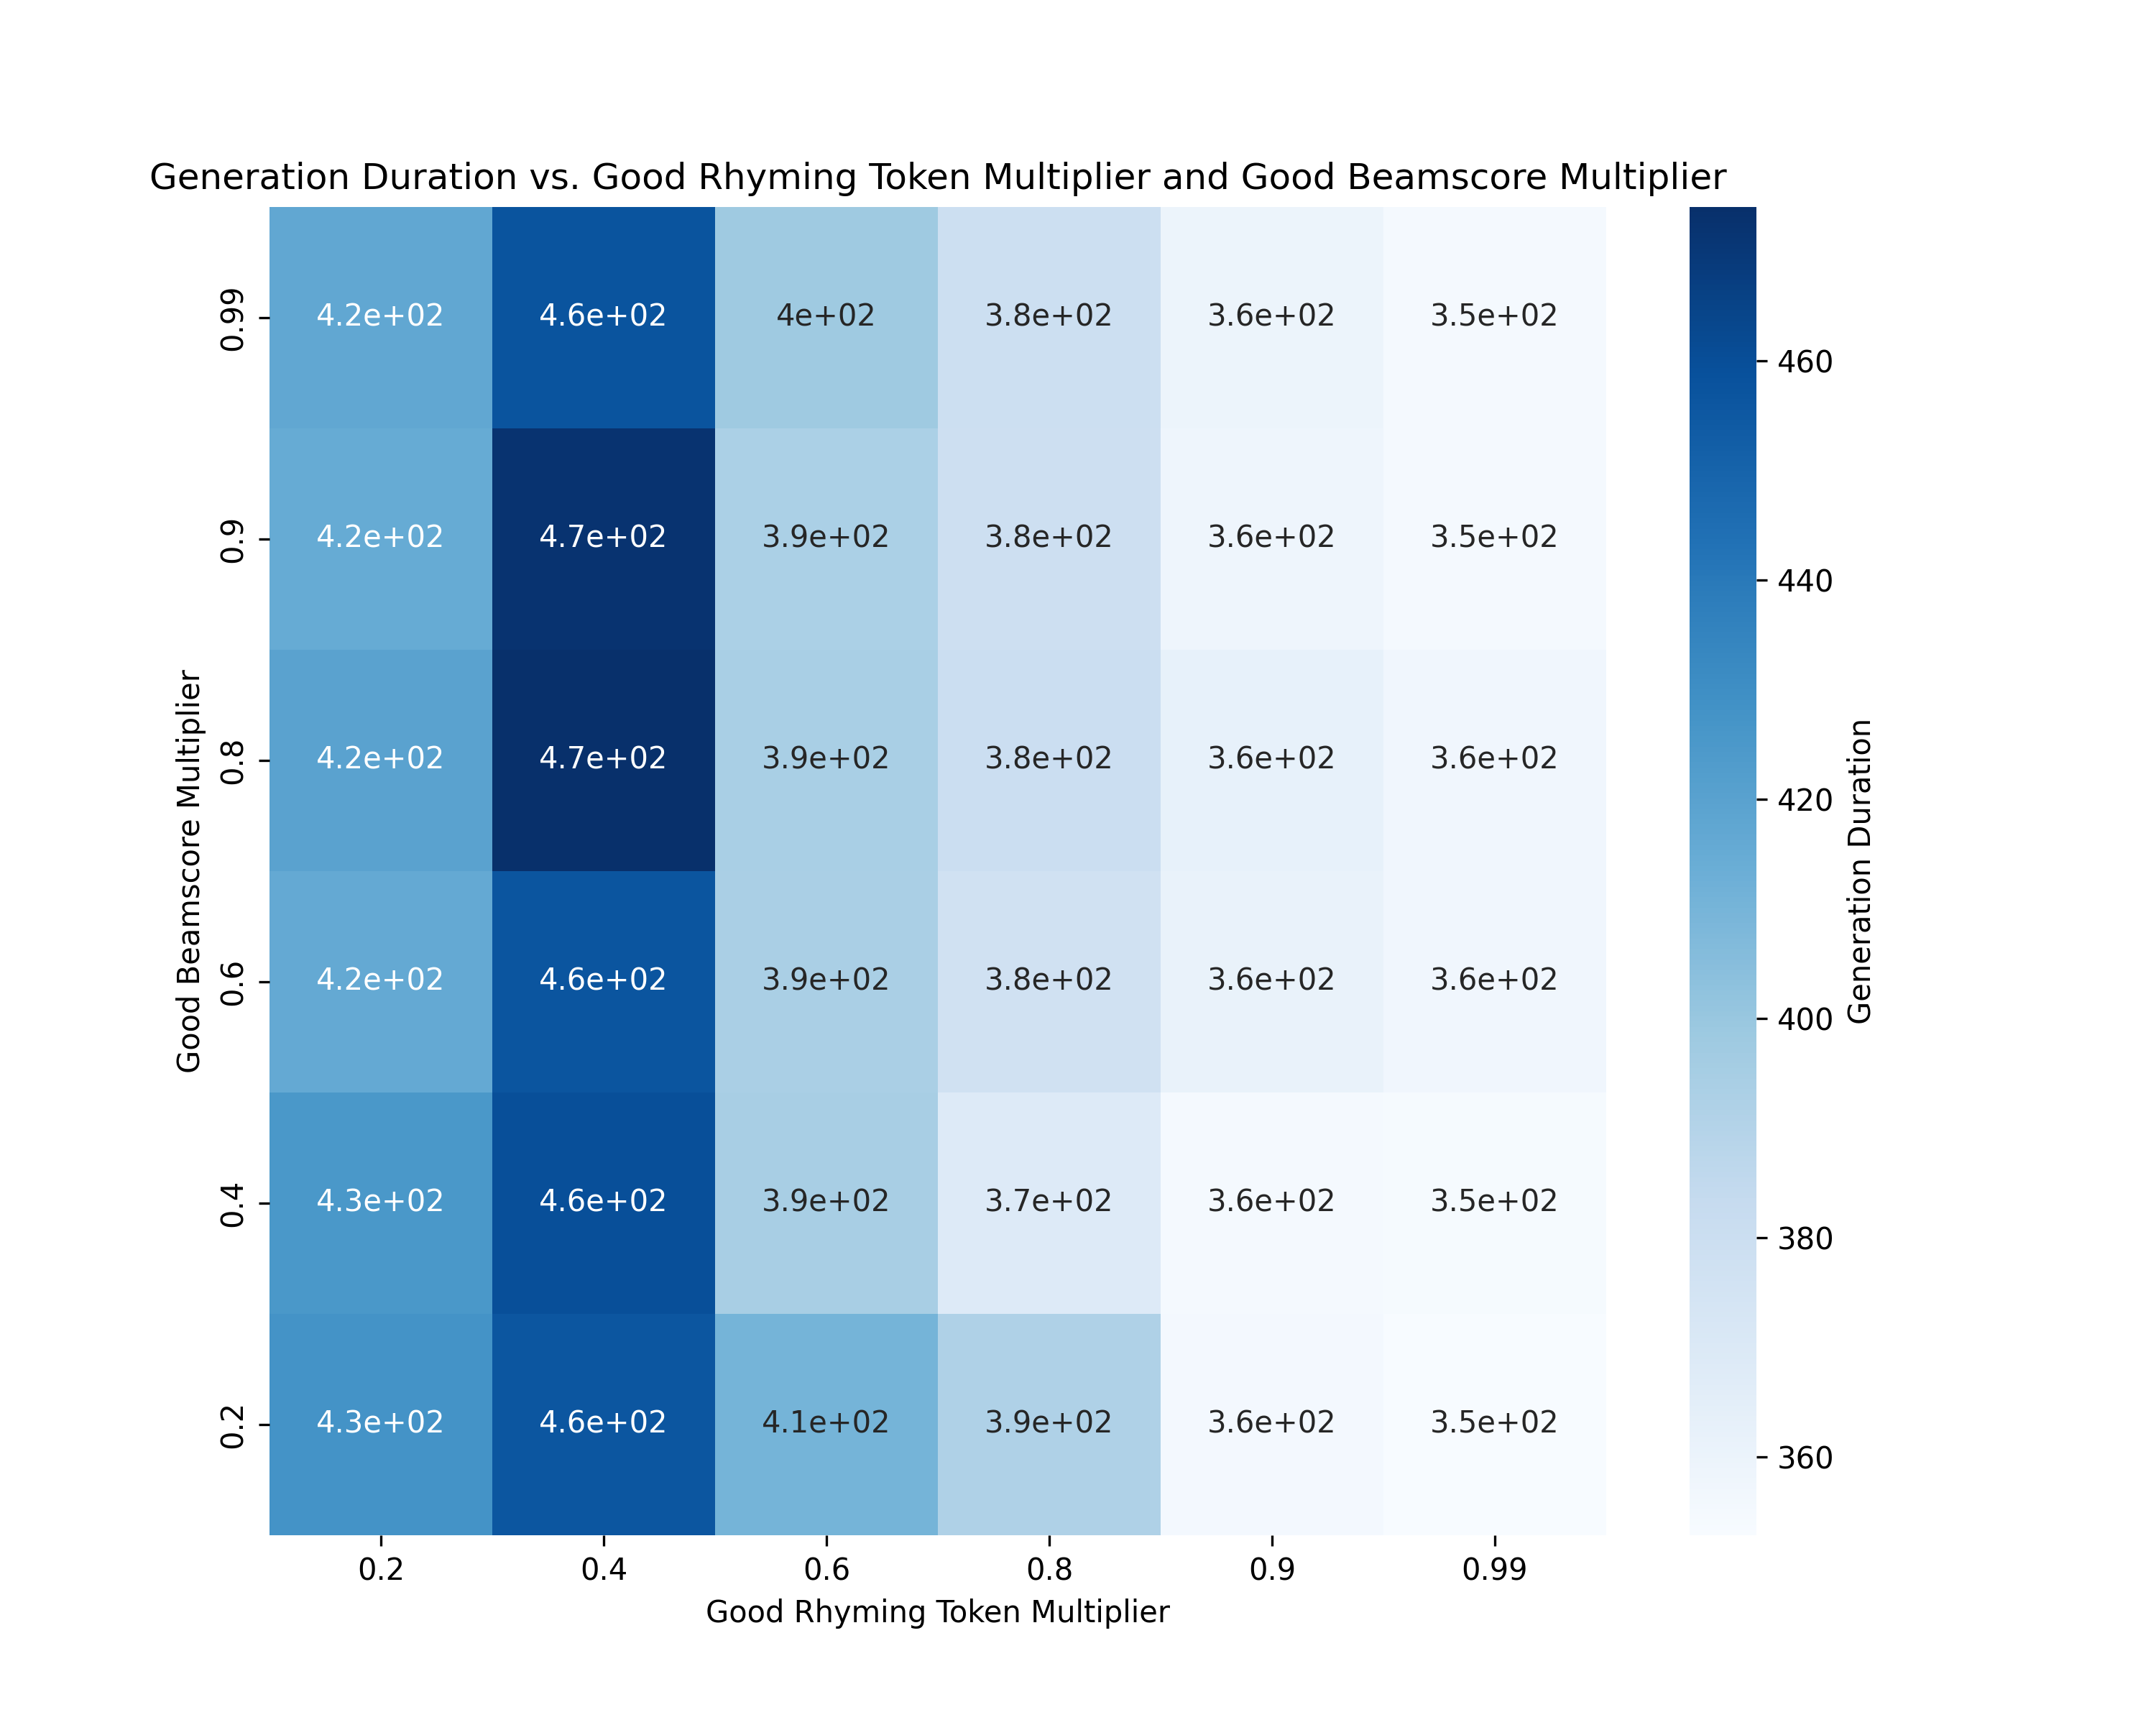 Generation Duration vs. Good Rhyming Token Multiplier and Good Beamscore Multiplier
0.99 4.2e+02 4.6e+02 4e+02 3.8e+02 3.6e+02 3.5e+02
0.9 4.2e+02 4.7e+02 3.9e+02 3.8e+02 3.6e+02 3.5e+02
0.8 4.2e+02 4.7e+02 3.9e+02 3.8e+02 3.6e+02 3.6e+02
0.6 4.2e+02 4.6e+02 3.9e+02 3.8e+02 3.6e+02 3.6e+02
0.4 4.3e+02 4.6e+02 3.9e+02 3.7e+02 3.6e+02 3.5e+02
0.2 4.3e+02 4.6e+02 4.1e+02 3.9e+02 3.6e+02 3.5e+02
0.2 0.4 0.6 0.8 0.9 0.99
Good Rhyming Token Multiplier
Good Beamscore Multiplier
460
440
420
400
380
360
Generation Duration